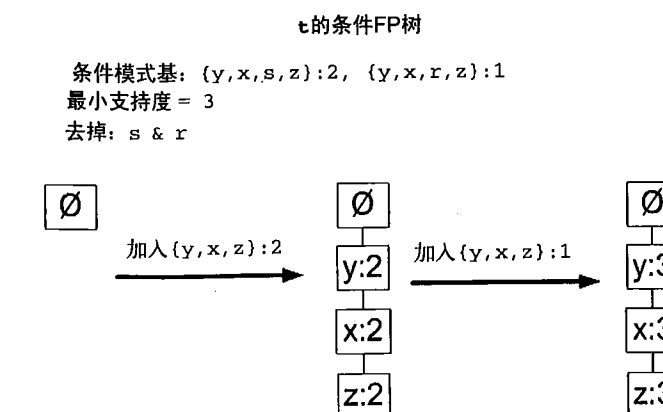 t的条件FP树
条件模式基：{y,x,s,z}:2, {y,x,r,z}:1
最小支持度 = 3
去掉：s & r
Ø
Ø
Ø
加入{y,x,z}:2
加入{y,x,z}:1
y:2
y:3
x:2
x:3
z:2
z:3